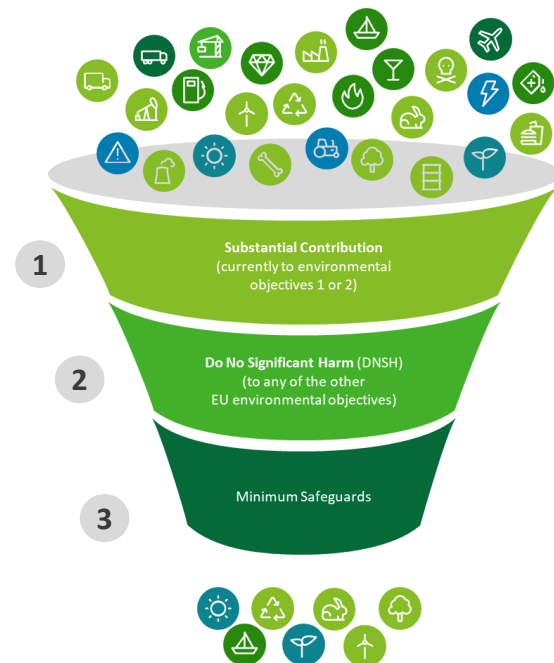 1
Substantial Contribution
(currently to environmental
objectives 1 or 2)
2
Do No Significant Harm (DNSH)
(to any of the other
EU environmental objectives)
3
Minimum Safeguards